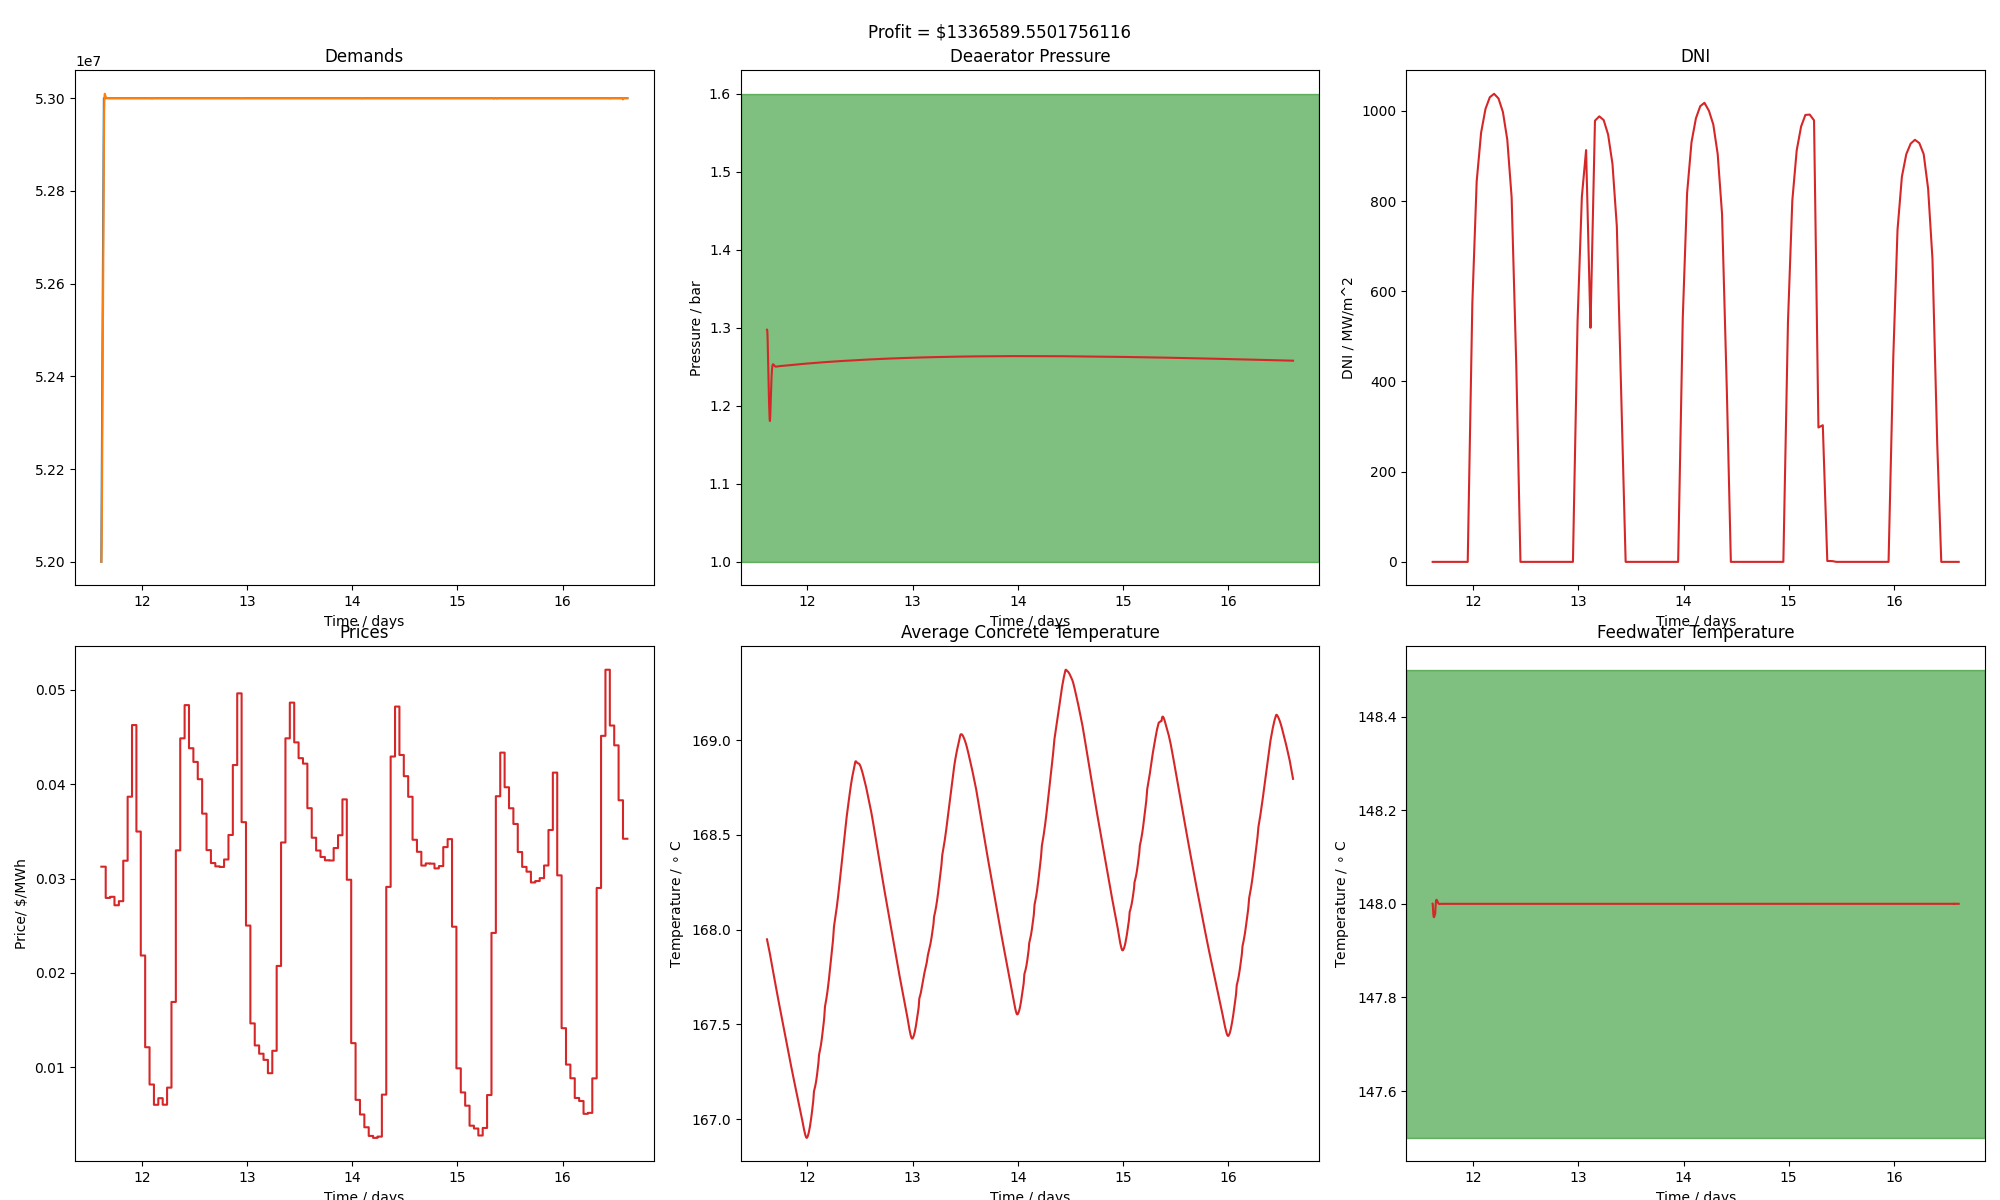 Profit = $1336589.5501756116
Demands
1e7
5.30
5.28
5.26
5.24
5.22
5.20
12 13 14 15 16
Time / days
Deaerator Pressure
Pressure / bar
1.6
1.5
1.4
1.3
1.2
1.1
1.0
12 13 14 15 16
Time / days
DNI
DNI / MW/m^2
1000
800
600
400
200
0
12 13 14 15 16
Time / days
Prices
Price/ $/MWh
0.05
0.04
0.03
0.02
0.01
12 13 14 15 16
Time / days
Average Concrete Temperature
Temperature / ∘ C
169.0
168.5
168.0
167.5
167.0
12 13 14 15 16
Time / days
Feedwater Temperature
Temperature / ∘ C
148.4
148.2
148.0
147.8
147.6
12 13 14 15 16
Time / days